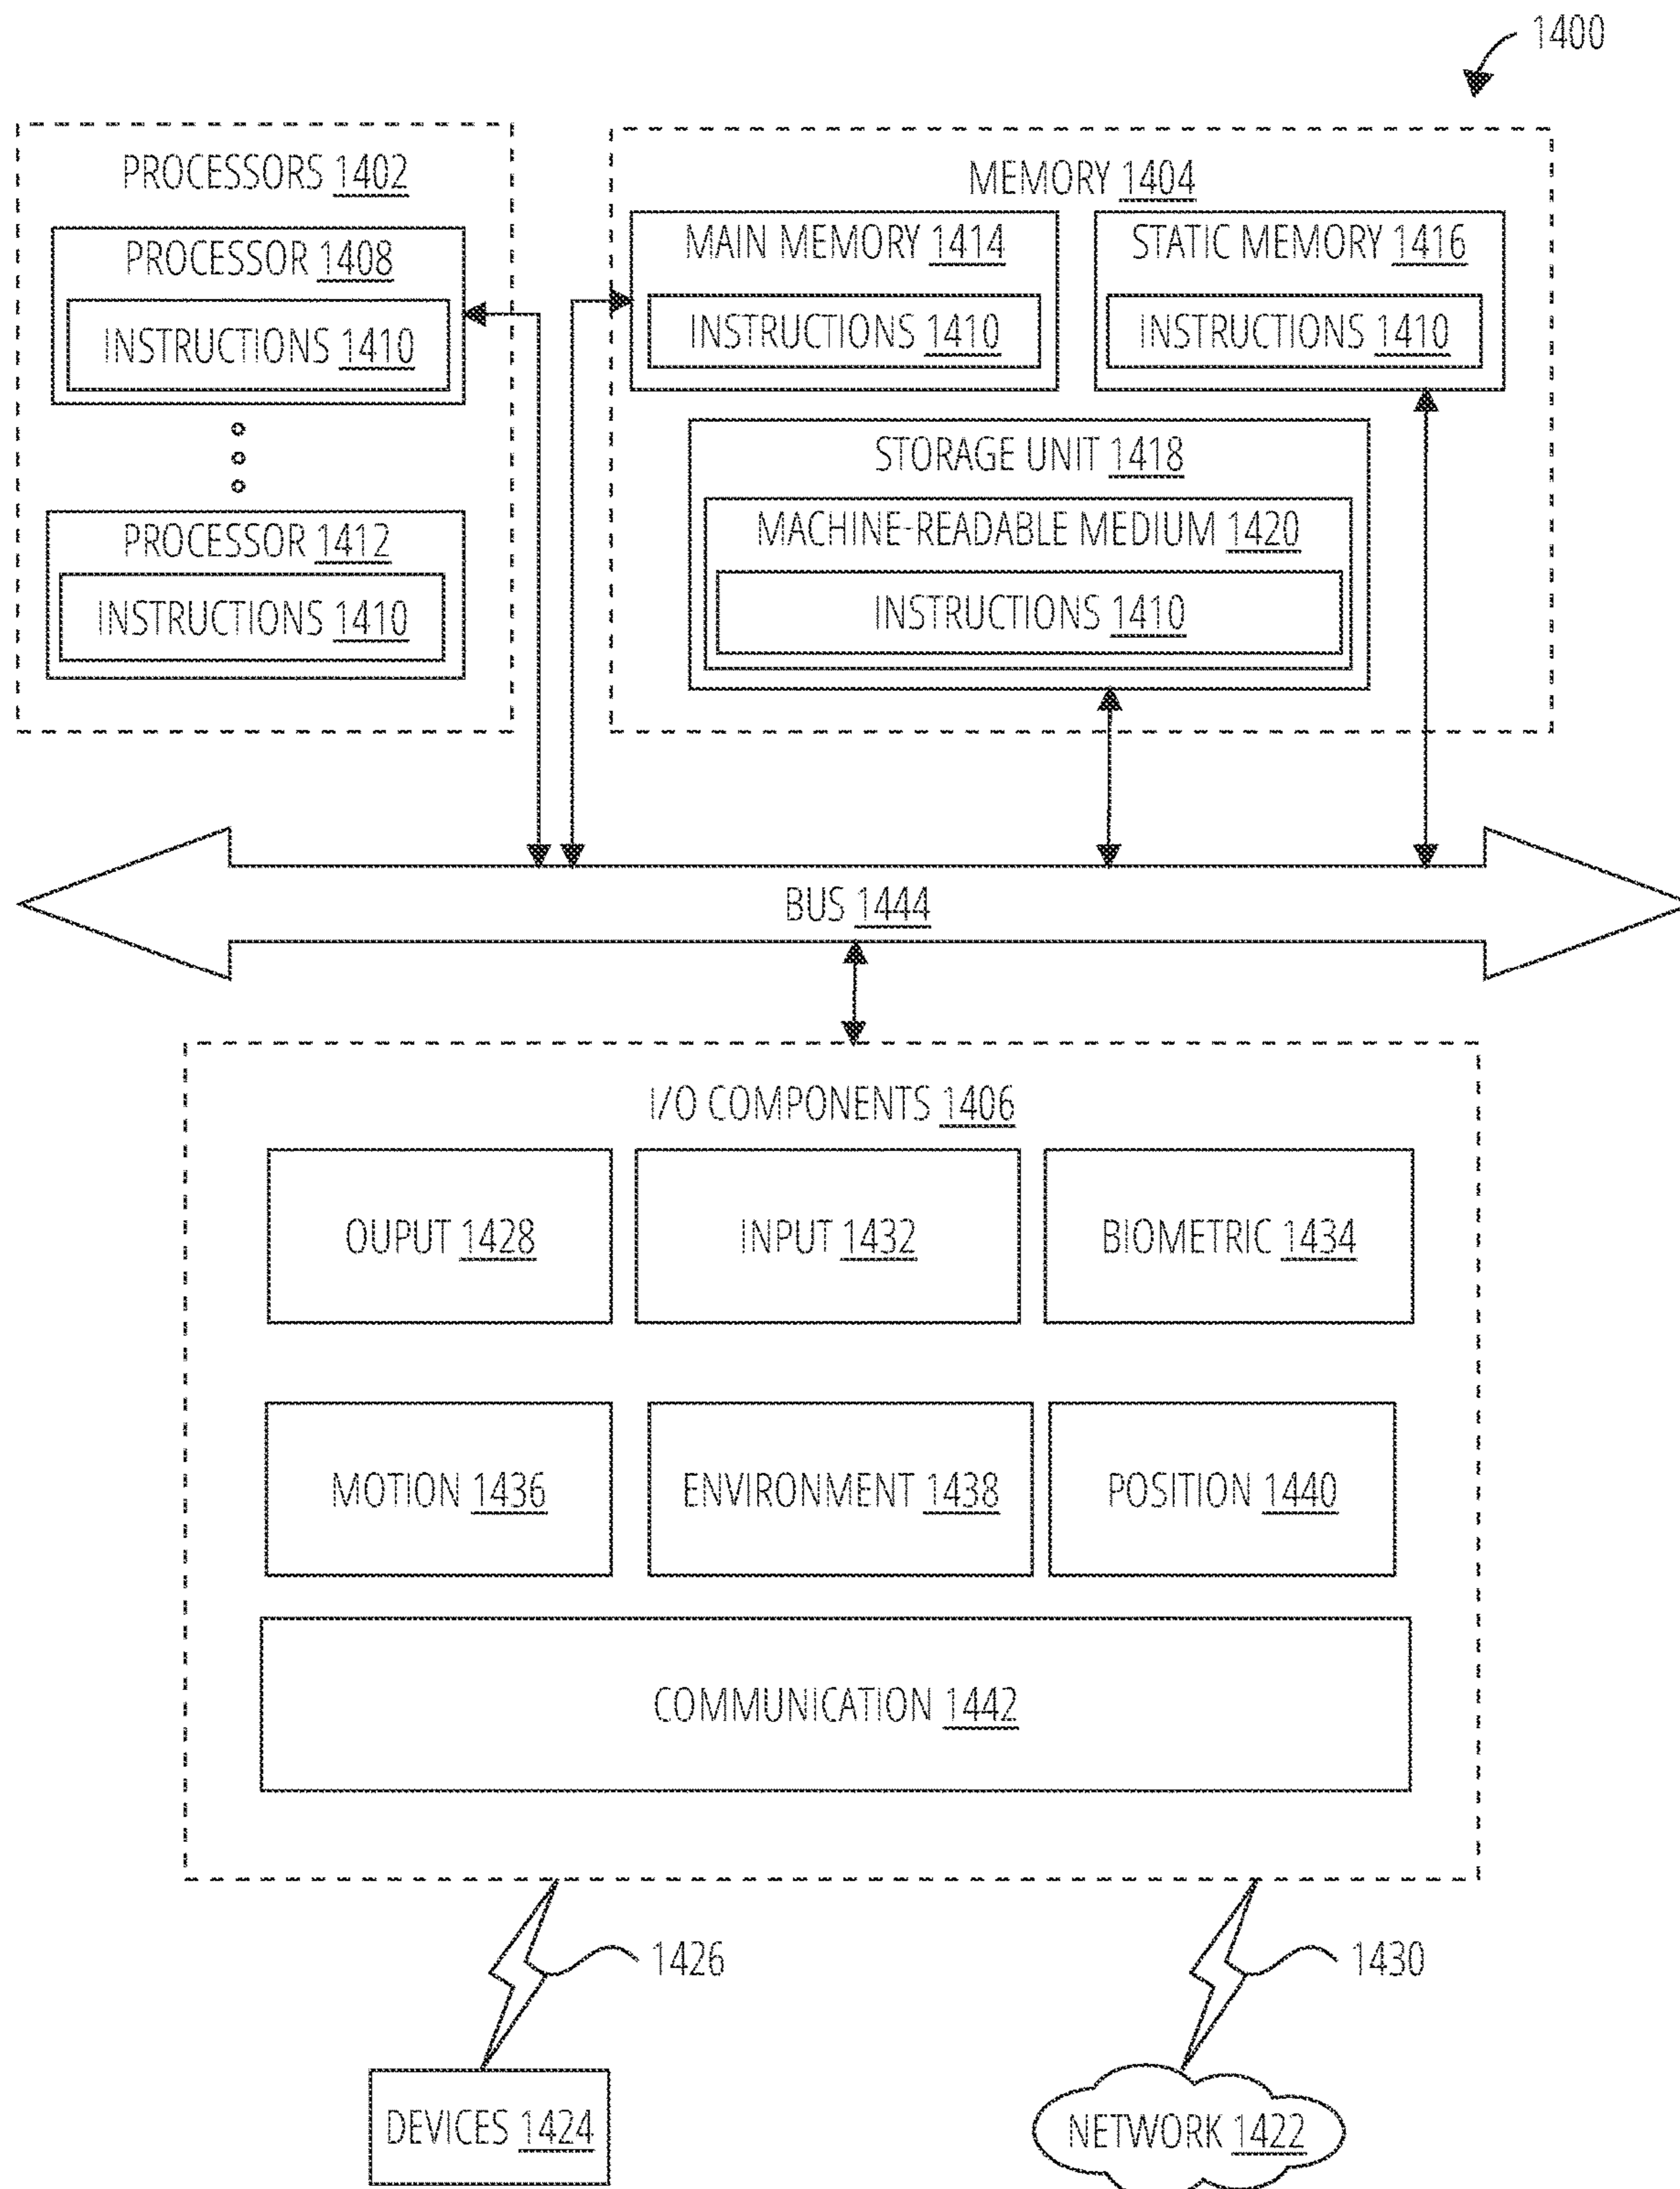 1400
PROCESSORS 1402
PROCESSOR 1408
INSTRUCTIONS 1410
PROCESSOR 1412
INSTRUCTIONS 1410
MEMORY 1404
MAIN MEMORY 1414
INSTRUCTIONS 1410
STATIC MEMORY 1416
INSTRUCTIONS 1410
STORAGE UNIT 1418
MACHINE-READABLE MEDIUM 1420
INSTRUCTIONS 1410
BUS 1444
I/O COMPONENTS 1406
OUPUT 1428
INPUT 1432
BIOMETRIC 1434
MOTION 1436
ENVIRONMENT 1438
POSITION 1440
COMMUNICATION 1442
1426
1430
DEVICES 1424
NETWORK 1422